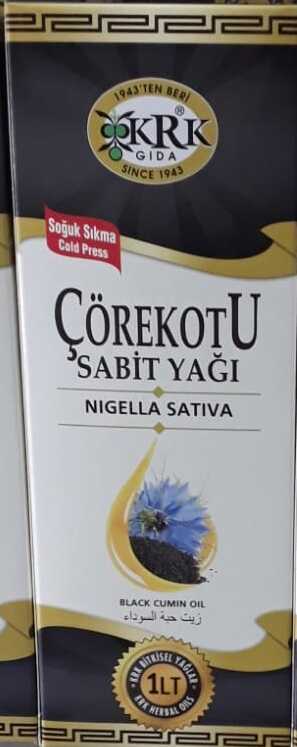 1943'TEN BERİ
KRK®
GIDA
SINCE 1943
Soğuk Sıkma
Cold Press
ÇÖREKOTU
SABİT YAĞI
NIGELLA SATIVA
BLACK CUMIN OIL
زيت حبة السوداء
KRK BİTKİSEL YAĞLAR
1LT
KRK HERBAL OILS